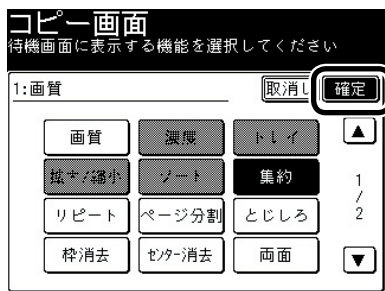 コピー画面
待機画面に表示する機能を選択してください
1:画質 取消し 確定
画質 濃度 トレイ
拡大/縮小 ソート 集約
リピート ページ分割 とじしろ
枠消去 センター消去 両面
1
/
2